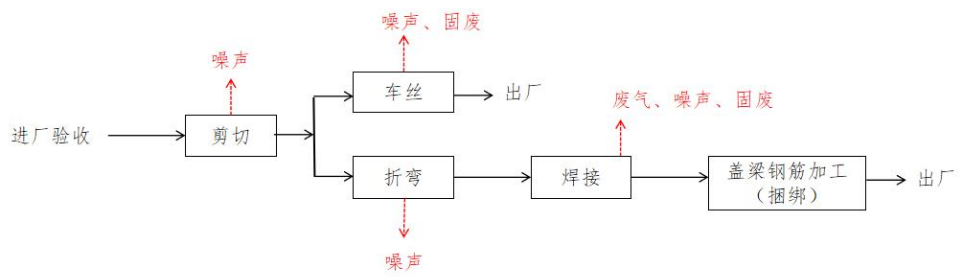 噪声、固废
噪声
车丝
出厂
废气、噪声、固废
进厂验收
剪切
折弯
焊接
盖梁钢筋加工
（捆绑）
出厂
噪声